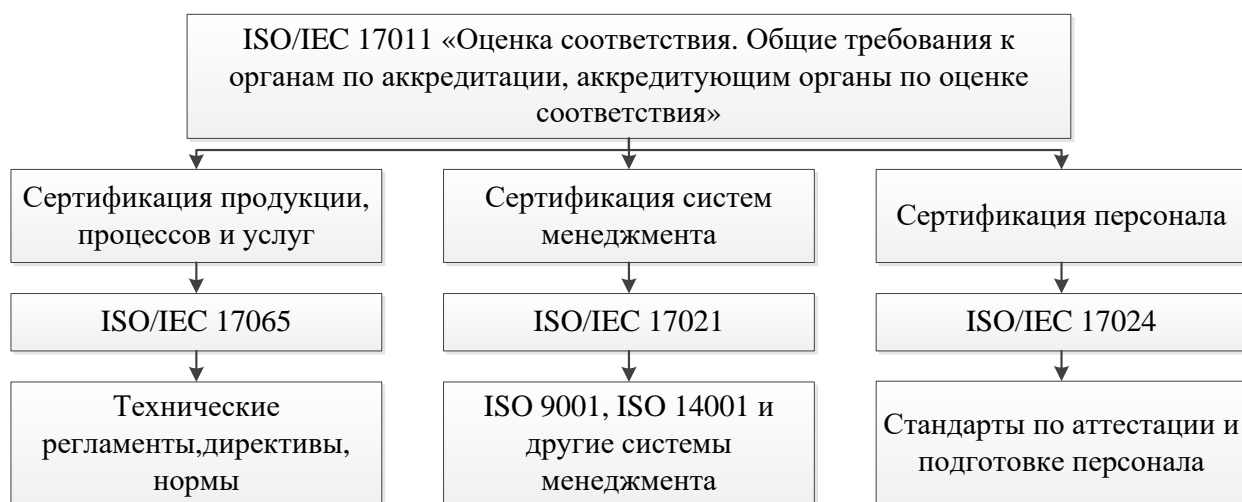 ISO/IEC 17011 «Оценка соответствия. Общие требования к
органам по аккредитации, аккредитующим органы по оценке
соответствия»
Сертификация продукции,
процессов и услуг
Сертификация систем
менеджмента
Сертификация персонала
ISO/IEC 17065
ISO/IEC 17021
ISO/IEC 17024
Технические
регламенты,директивы,
нормы
ISO 9001, ISO 14001 и
другие системы
менеджмента
Стандарты по аттестации и
подготовке персонала